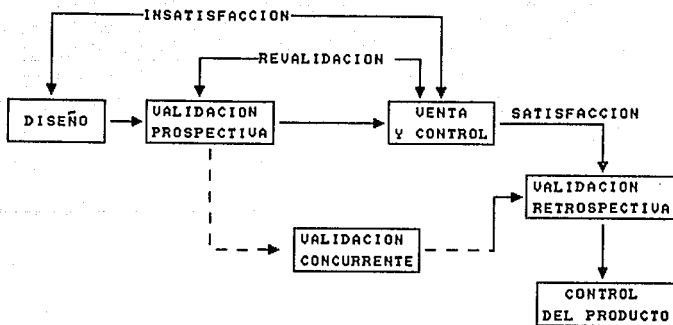 INSATISFACCION
REVALIDACION
DISEÑO
VALIDACION
PROSPECTIVA
VENTA
Y CONTROL
SATISFACCION
VALIDACION
RETROSPECTIVA
VALIDACION
CONCURRENTE
CONTROL
DEL PRODUCTO